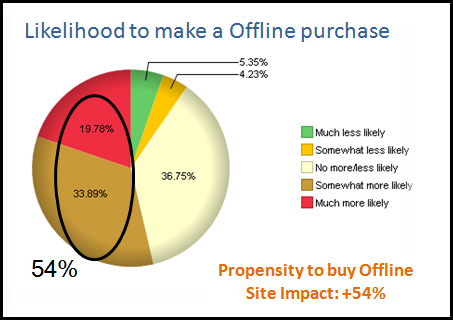 Likelihood to make a Offline purchase
5.35%
4.23%
19.78%
36.75%
33.89%
Much less likely
Somewhat less likely
No more/less likely
Somewhat more likely
Much more likely
54%
Propensity to buy Offline
Site Impact: +54%